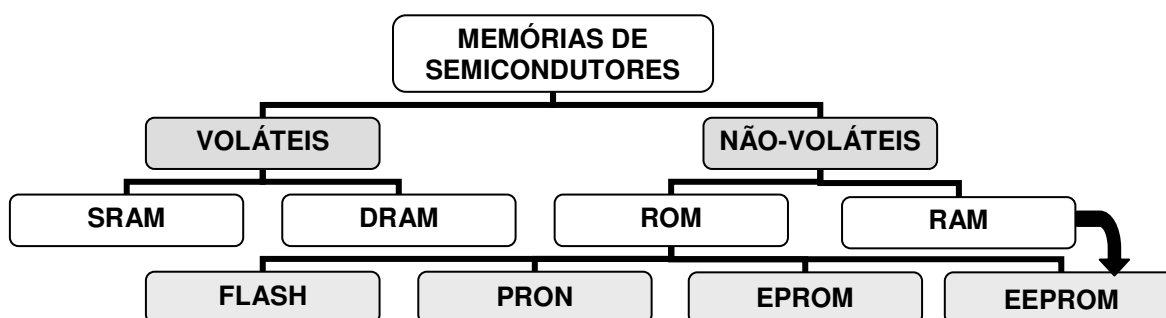 MEMÓRIAS DE
SEMICONDUTORES
VOLÁTEIS
NÃO-VOLÁTEIS
SRAM
DRAM
ROM
RAM
FLASH
PRON
EPROM
EEPROM